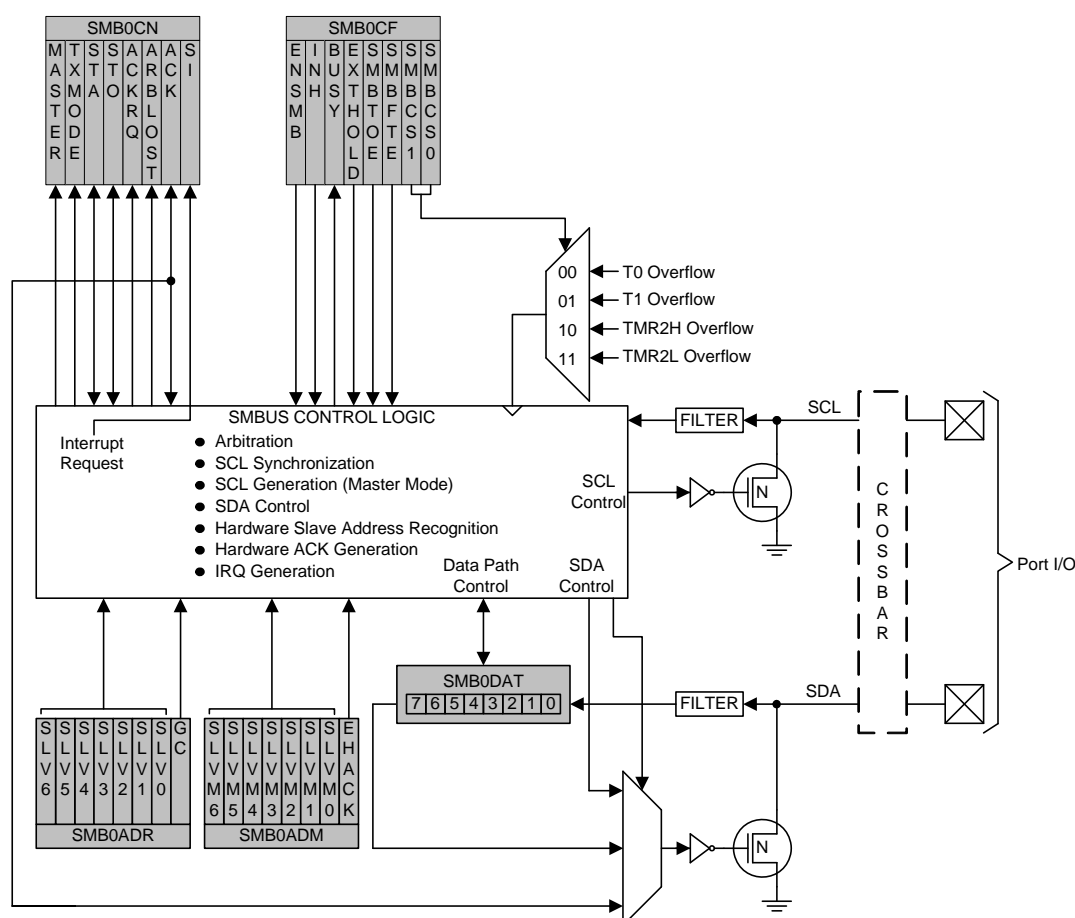 SMB0CN
MASTER
TXMODE
STA
STO
ACKRQ
ARBLOST
ACK
SI
SMB0CF
ENSMB
INH
BUSY
EXTHOLD
SMBTOE
SMBFTE
SMBCS1
SMBCS0
00
T0 Overflow
01
T1 Overflow
10
TMR2H Overflow
11
TMR2L Overflow
SMBUS CONTROL LOGIC
Interrupt
Request
● Arbitration
● SCL Synchronization
● SCL Generation (Master Mode)
● SDA Control
● Hardware Slave Address Recognition
● Hardware ACK Generation
● IRQ Generation
SCL
Control
Data Path
Control
SDA
Control
FILTER
SCL
N
CROSSBAR
Port I/O
SMB0DAT
7 6 5 4 3 2 1 0
FILTER
SDA
N
SLV6
SLV5
SLV4
SLV3
SLV2
SLV1
SLV0
GC
SMB0ADR
SLVM6
SLVM5
SLVM4
SLVM3
SLVM2
SLVM1
SLVM0
EHACK
SMB0ADM